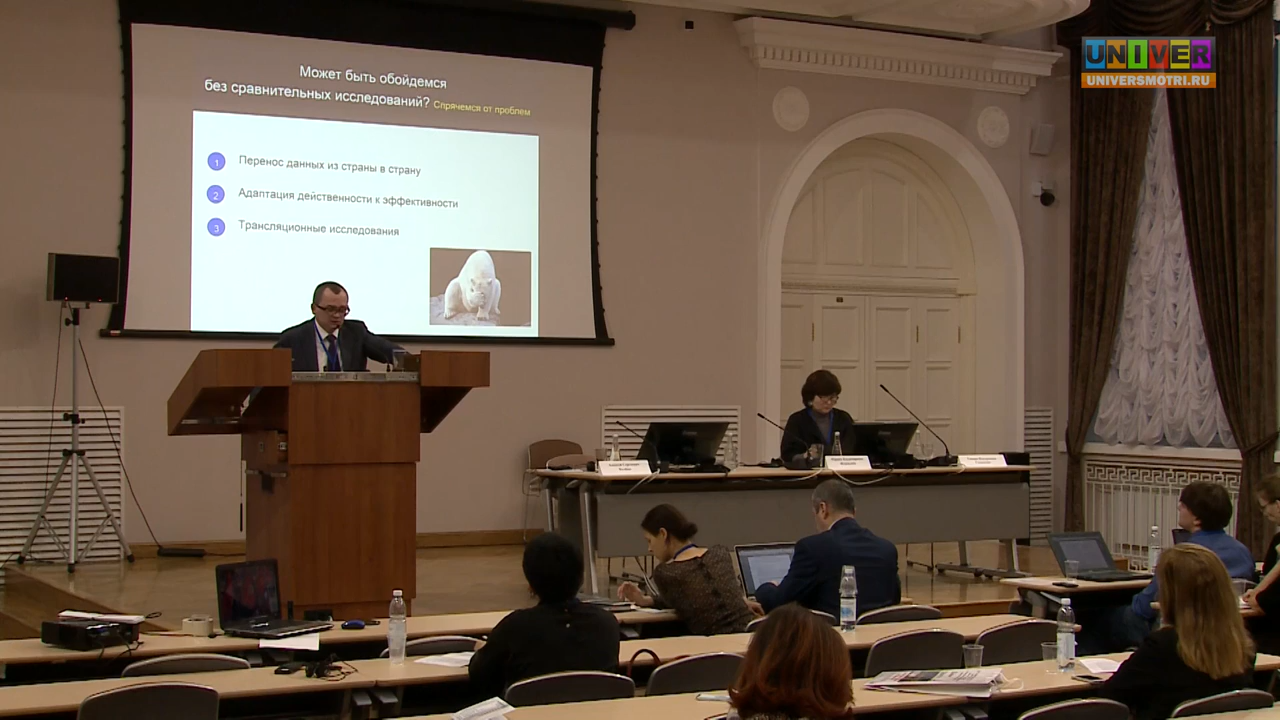 UNIVER
UNIVERSMOTRI.RU
Может быть обойдемся
без сравнительных исследований? Спрячемся от проблем
1 Перенос данных из страны в страну
2 Адаптация действенности к эффективности
3 Трансляционные исследования